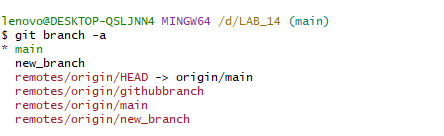 lenovo@DESKTOP-QSLJNN4 MINGW64 /d/LAB_14 (main)
$ git branch -a
* main
  new_branch
  remotes/origin/HEAD -> origin/main
  remotes/origin/githubbranch
  remotes/origin/main
  remotes/origin/new_branch